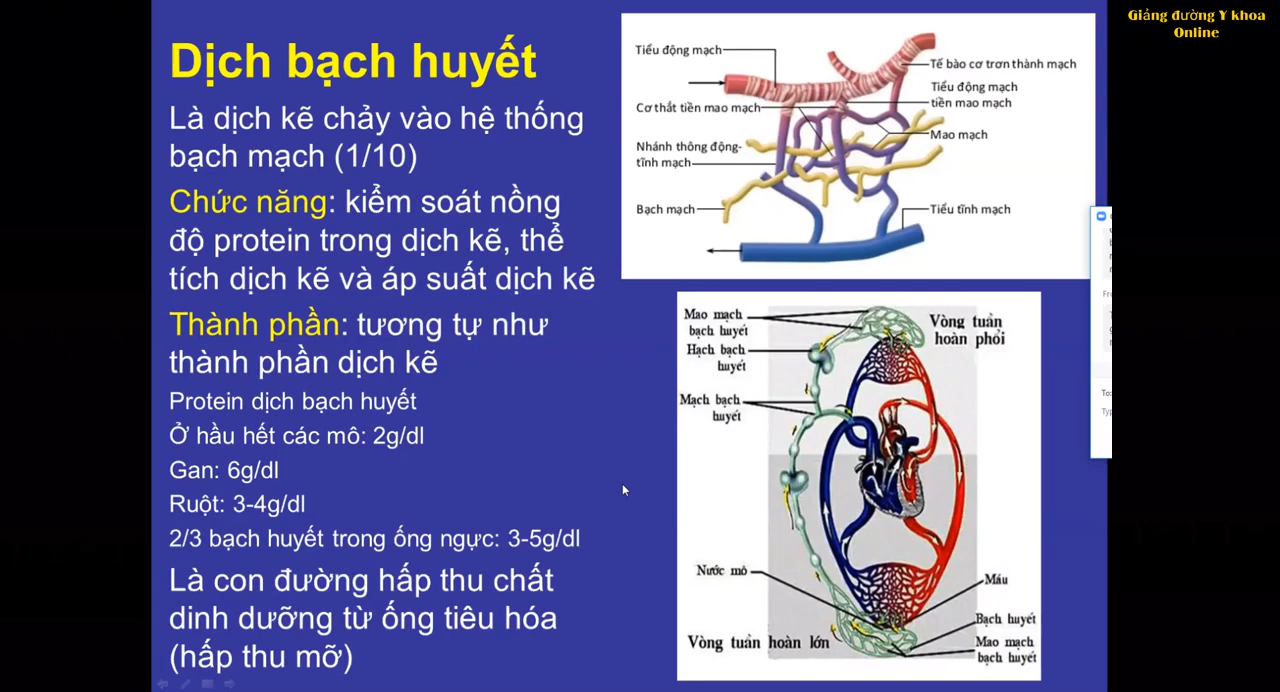 Giảng đường Y khoa
Online
Dịch bạch huyết
Là dịch kẽ chảy vào hệ thống
bạch mạch (1/10)
Chức năng: kiểm soát nồng
độ protein trong dịch kẽ, thể
tích dịch kẽ và áp suất dịch kẽ
Thành phần: tương tự như
thành phần dịch kẽ
Protein dịch bạch huyết
Ở hầu hết các mô: 2g/dl
Gan: 6g/dl
Ruột: 3-4g/dl
2/3 bạch huyết trong ống ngực: 3-5g/dl
Là con đường hấp thu chất
dinh dưỡng từ ống tiêu hóa
(hấp thu mỡ)
Tiểu động mạch
Cơ thắt tiền mao mạch
Nhánh thông động-
tĩnh mạch
Bạch mạch
Tế bào cơ trơn thành mạch
Tiểu động mạch
tiền mao mạch
Mao mạch
Tiểu tĩnh mạch
Mao mạch
bạch huyết
Hạch bạch
huyết
Mạch bạch
huyết
Vòng tuần
hoàn phổi
Nước mô
Vòng tuần hoàn lớn
Máu
Bạch huyết
Mao mạch
bạch huyết
To: